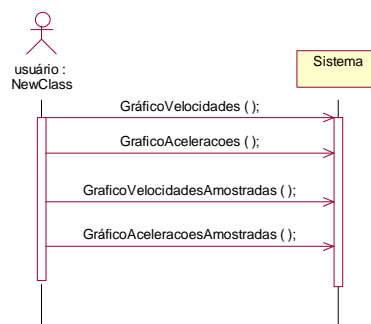 usuário :
NewClass
Sistema
GráficoVelocidades ( );
GraficoAceleracoes ( );
GraficoVelocidadesAmostradas ( );
GráficoAceleracoesAmostradas ( );